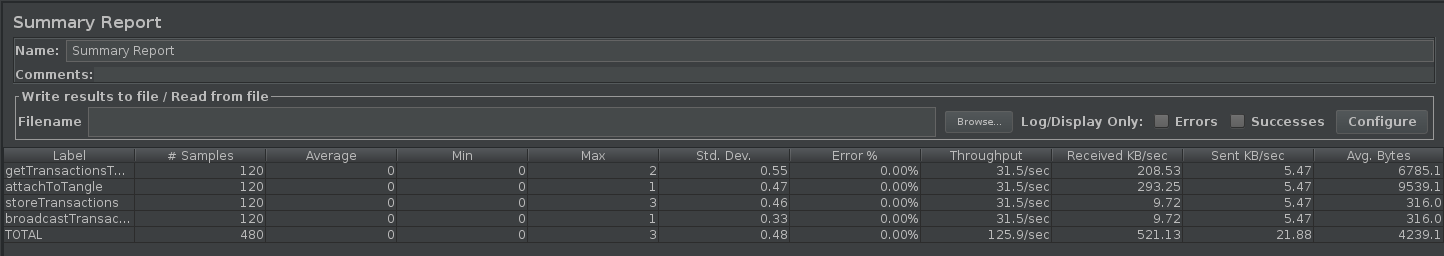 Summary Report
Name: Summary Report
Comments:
Write results to file / Read from file
Filename Browse... Log/Display Only: Errors Successes Configure
Label # Samples Average Min Max Std. Dev. Error % Throughput Received KB/sec Sent KB/sec Avg. Bytes
getTransactionsT... 120 0 0 2 0.55 0.00% 31.5/sec 208.53 5.47 6785.1
attachToTangle 120 0 0 1 0.47 0.00% 31.5/sec 293.25 5.47 9539.1
storeTransactions 120 0 0 3 0.46 0.00% 31.5/sec 9.72 5.47 316.0
broadcastTransac... 120 0 0 1 0.33 0.00% 31.5/sec 9.72 5.47 316.0
TOTAL 480 0 0 3 0.48 0.00% 125.9/sec 521.13 21.88 4239.1